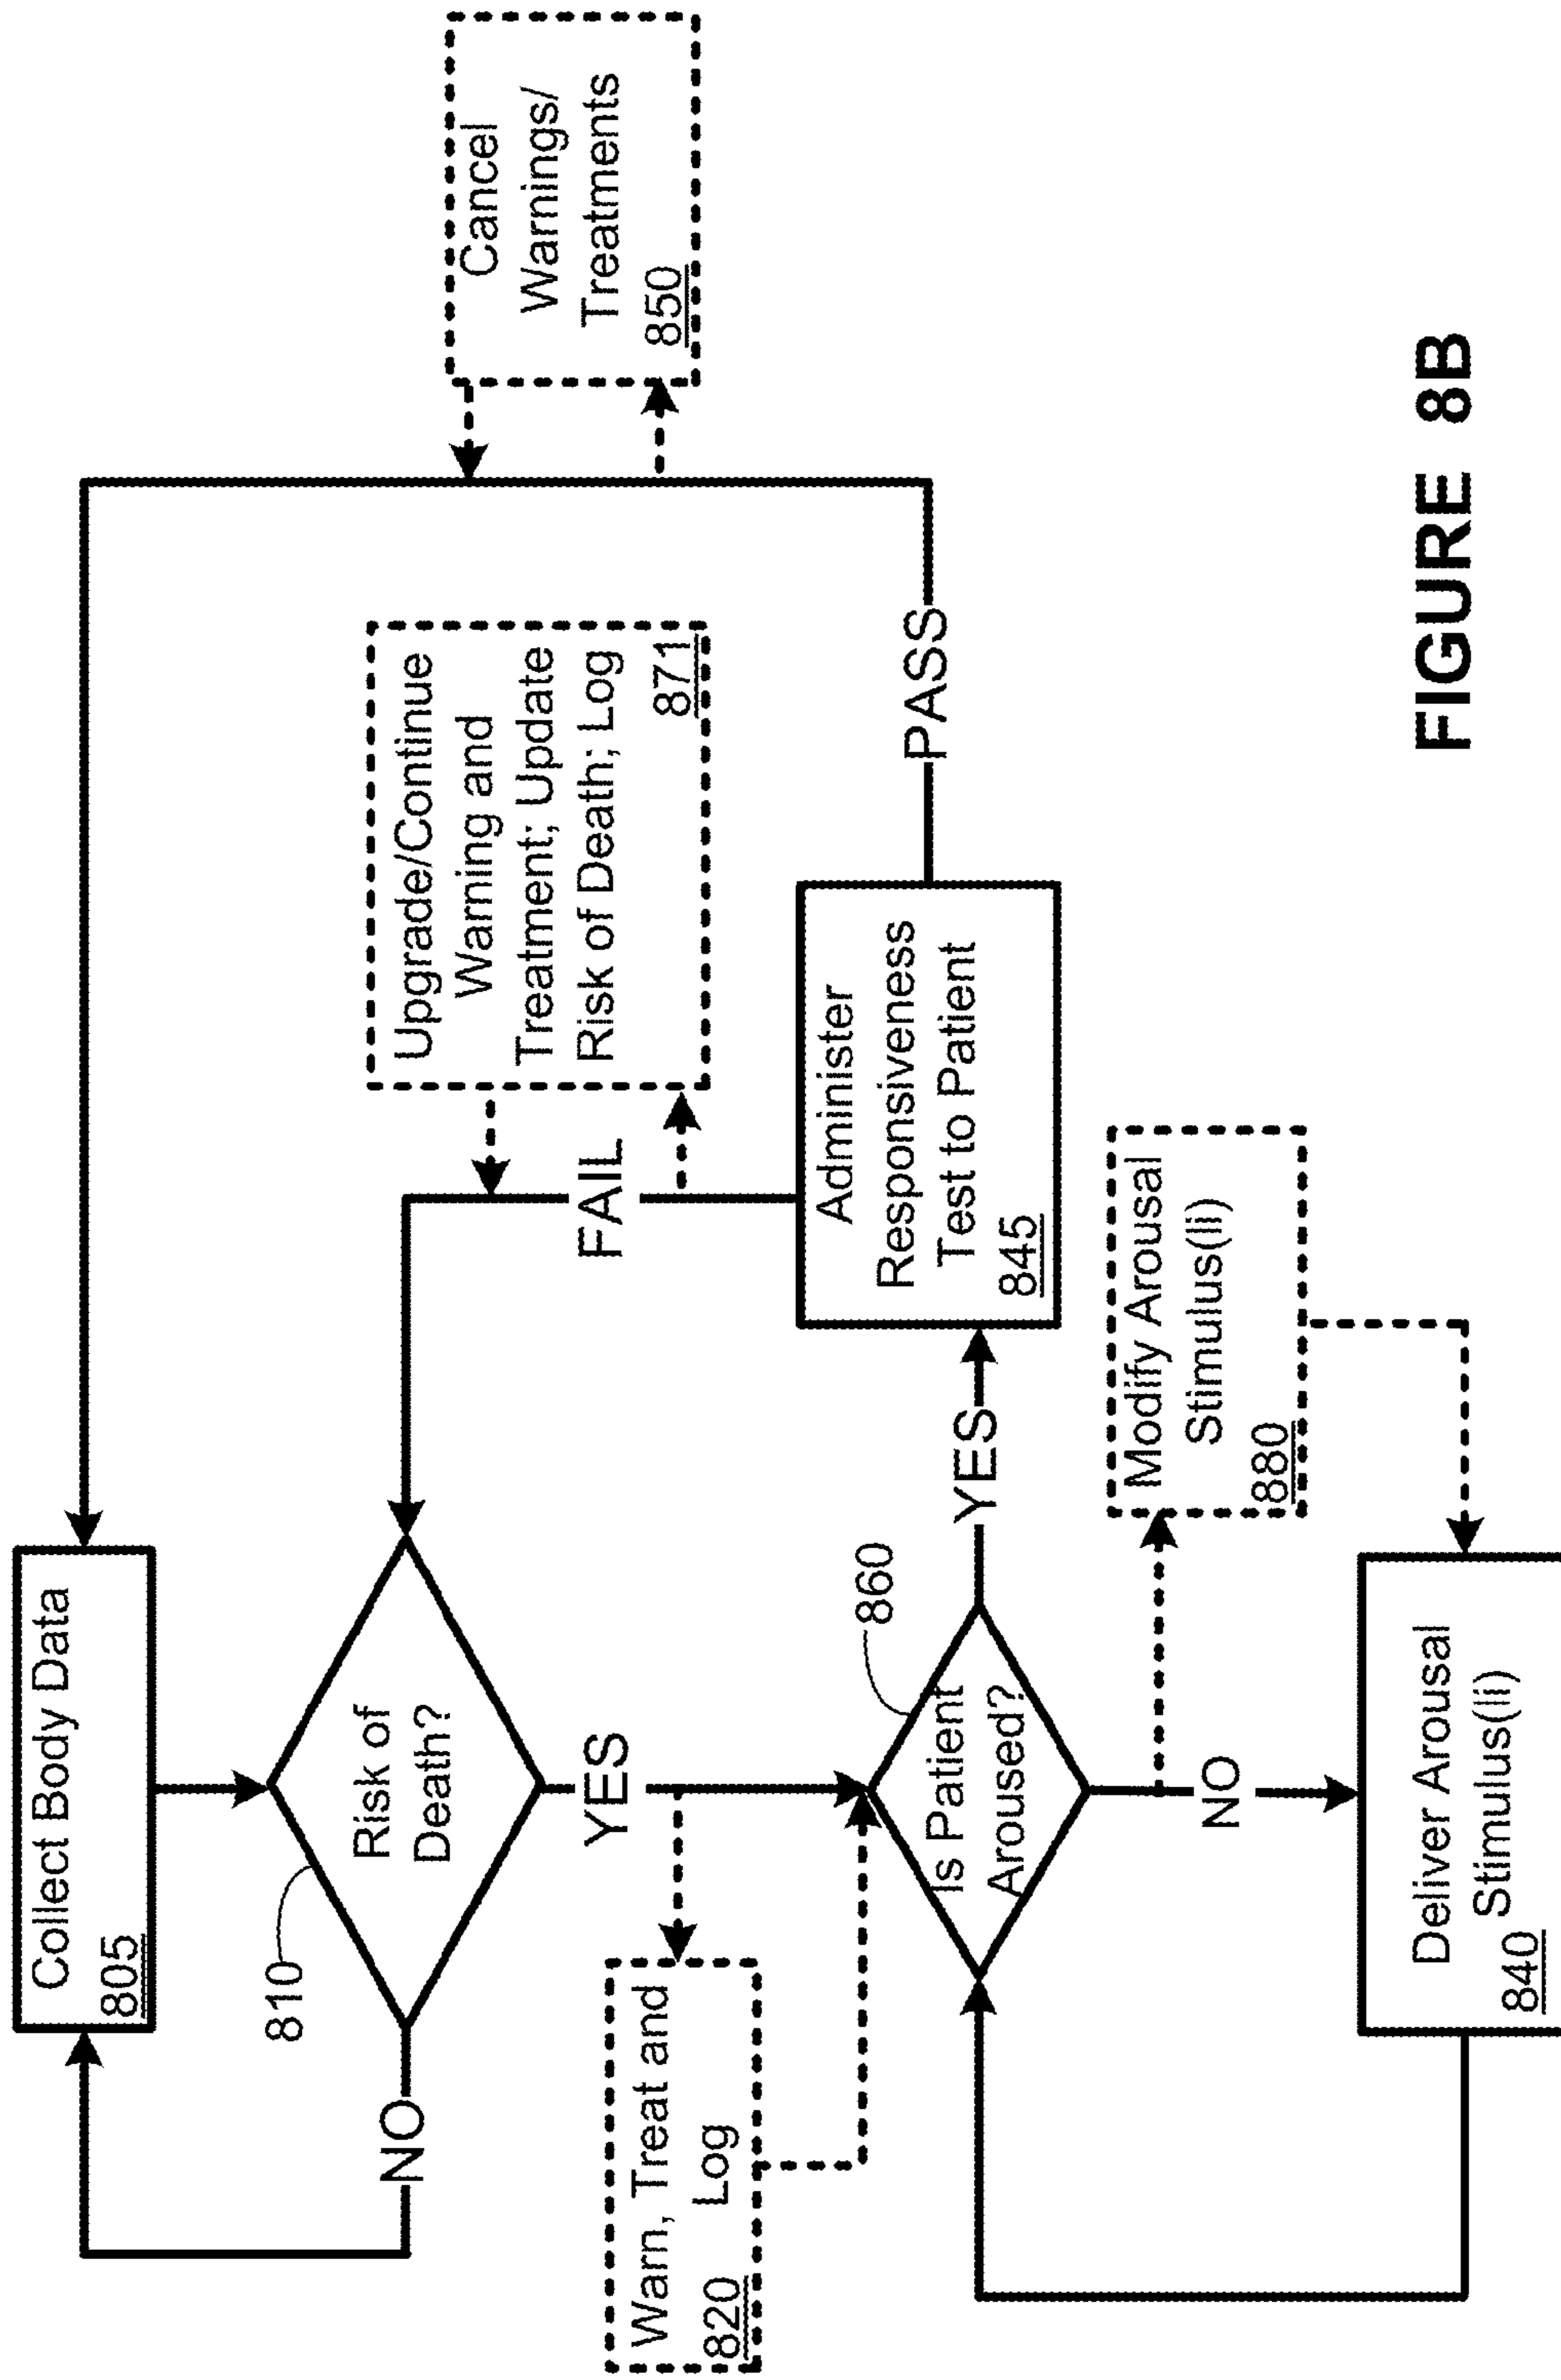 Collect Body Data
805
810
Risk of
Death?
NO
YES
Warn, Treat and
820 Log
860
Is Patient
Aroused?
YES
NO
Modify Arousal
Stimulus(li)
880
Deliver Arousal
Stimulus(li)
840
Administer
Responsiveness
Test to Patient
845
FAIL
PASS
Upgrade/Continue
Warning and
Treatment; Update
Risk of Death; Log
871
Cancel
Warnings/
Treatments
850
FIGURE 8B